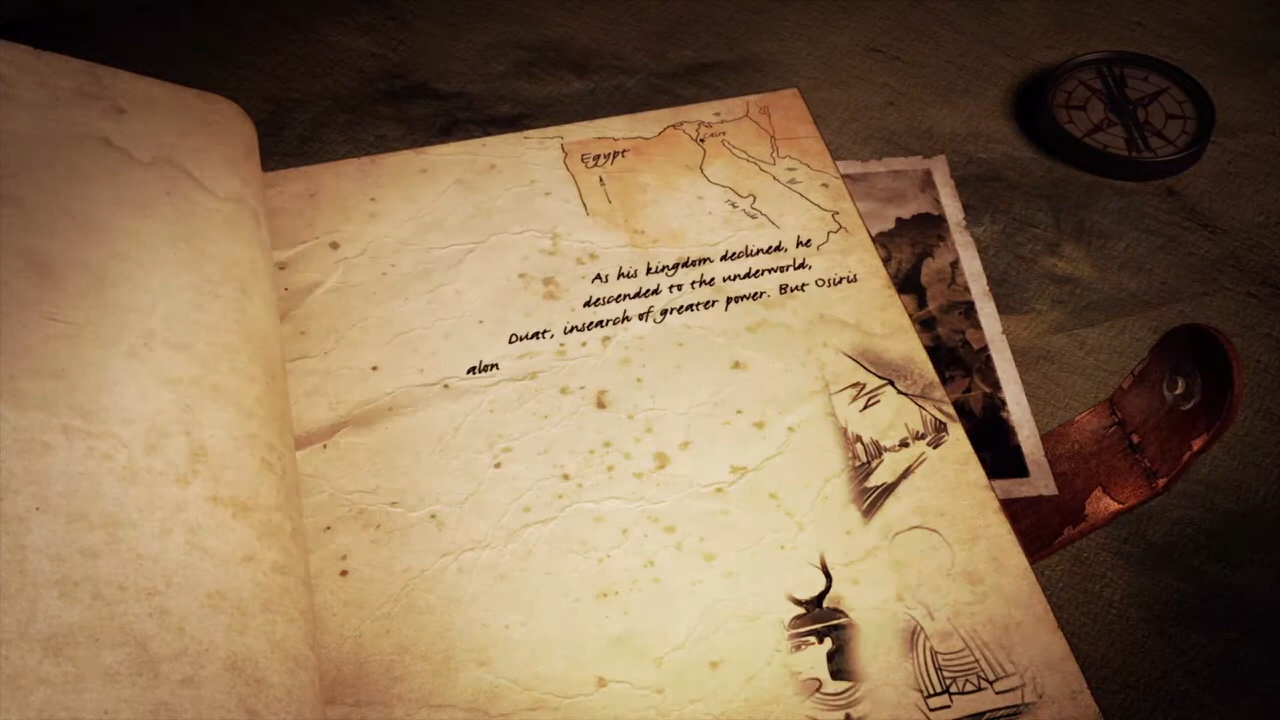 Egypt
Cairo
The Nile
As his kingdom declined, he
descended to the underworld,
Duat, insearch of greater power. But Osiris
alon